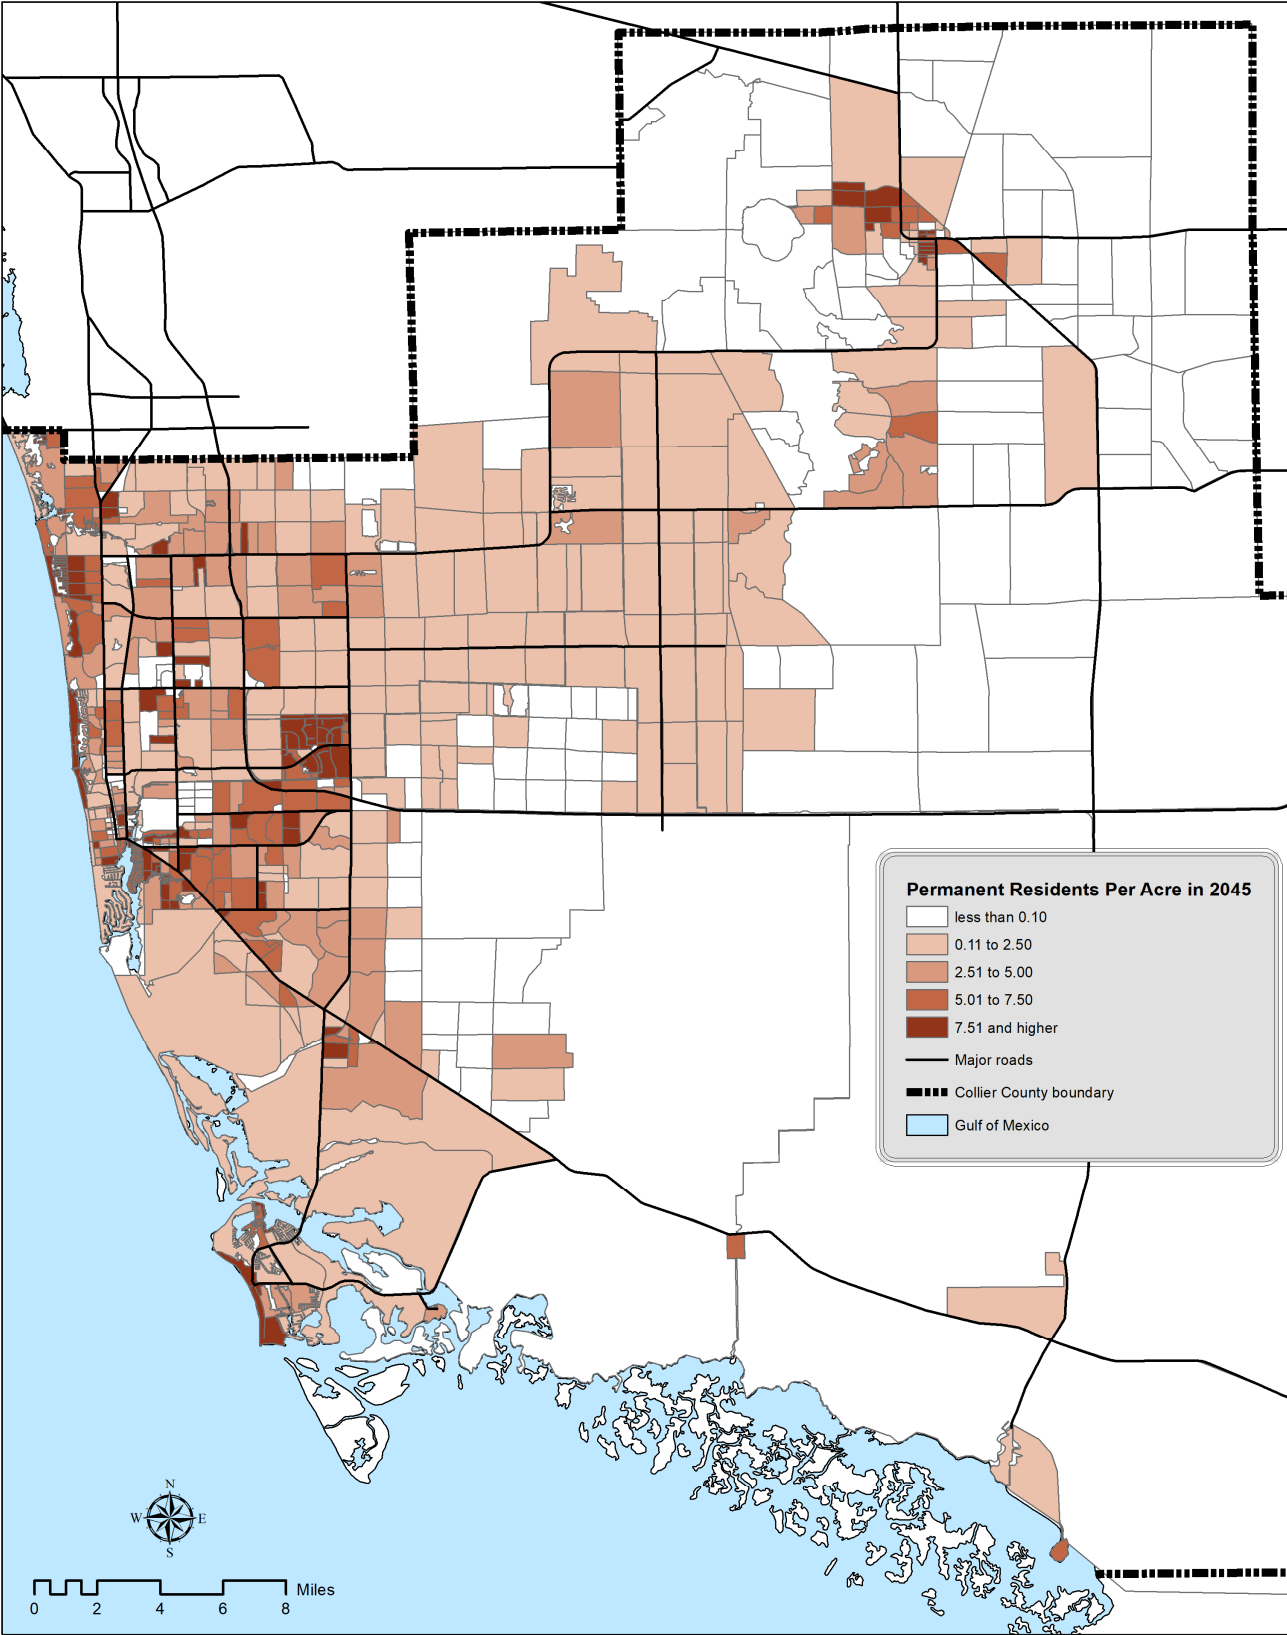 Permanent Residents Per Acre in 2045
less than 0.10
0.11 to 2.50
2.51 to 5.00
5.01 to 7.50
7.51 and higher
Major roads
Collier County boundary
Gulf of Mexico
N
W E
S
Miles
0 2 4 6 8